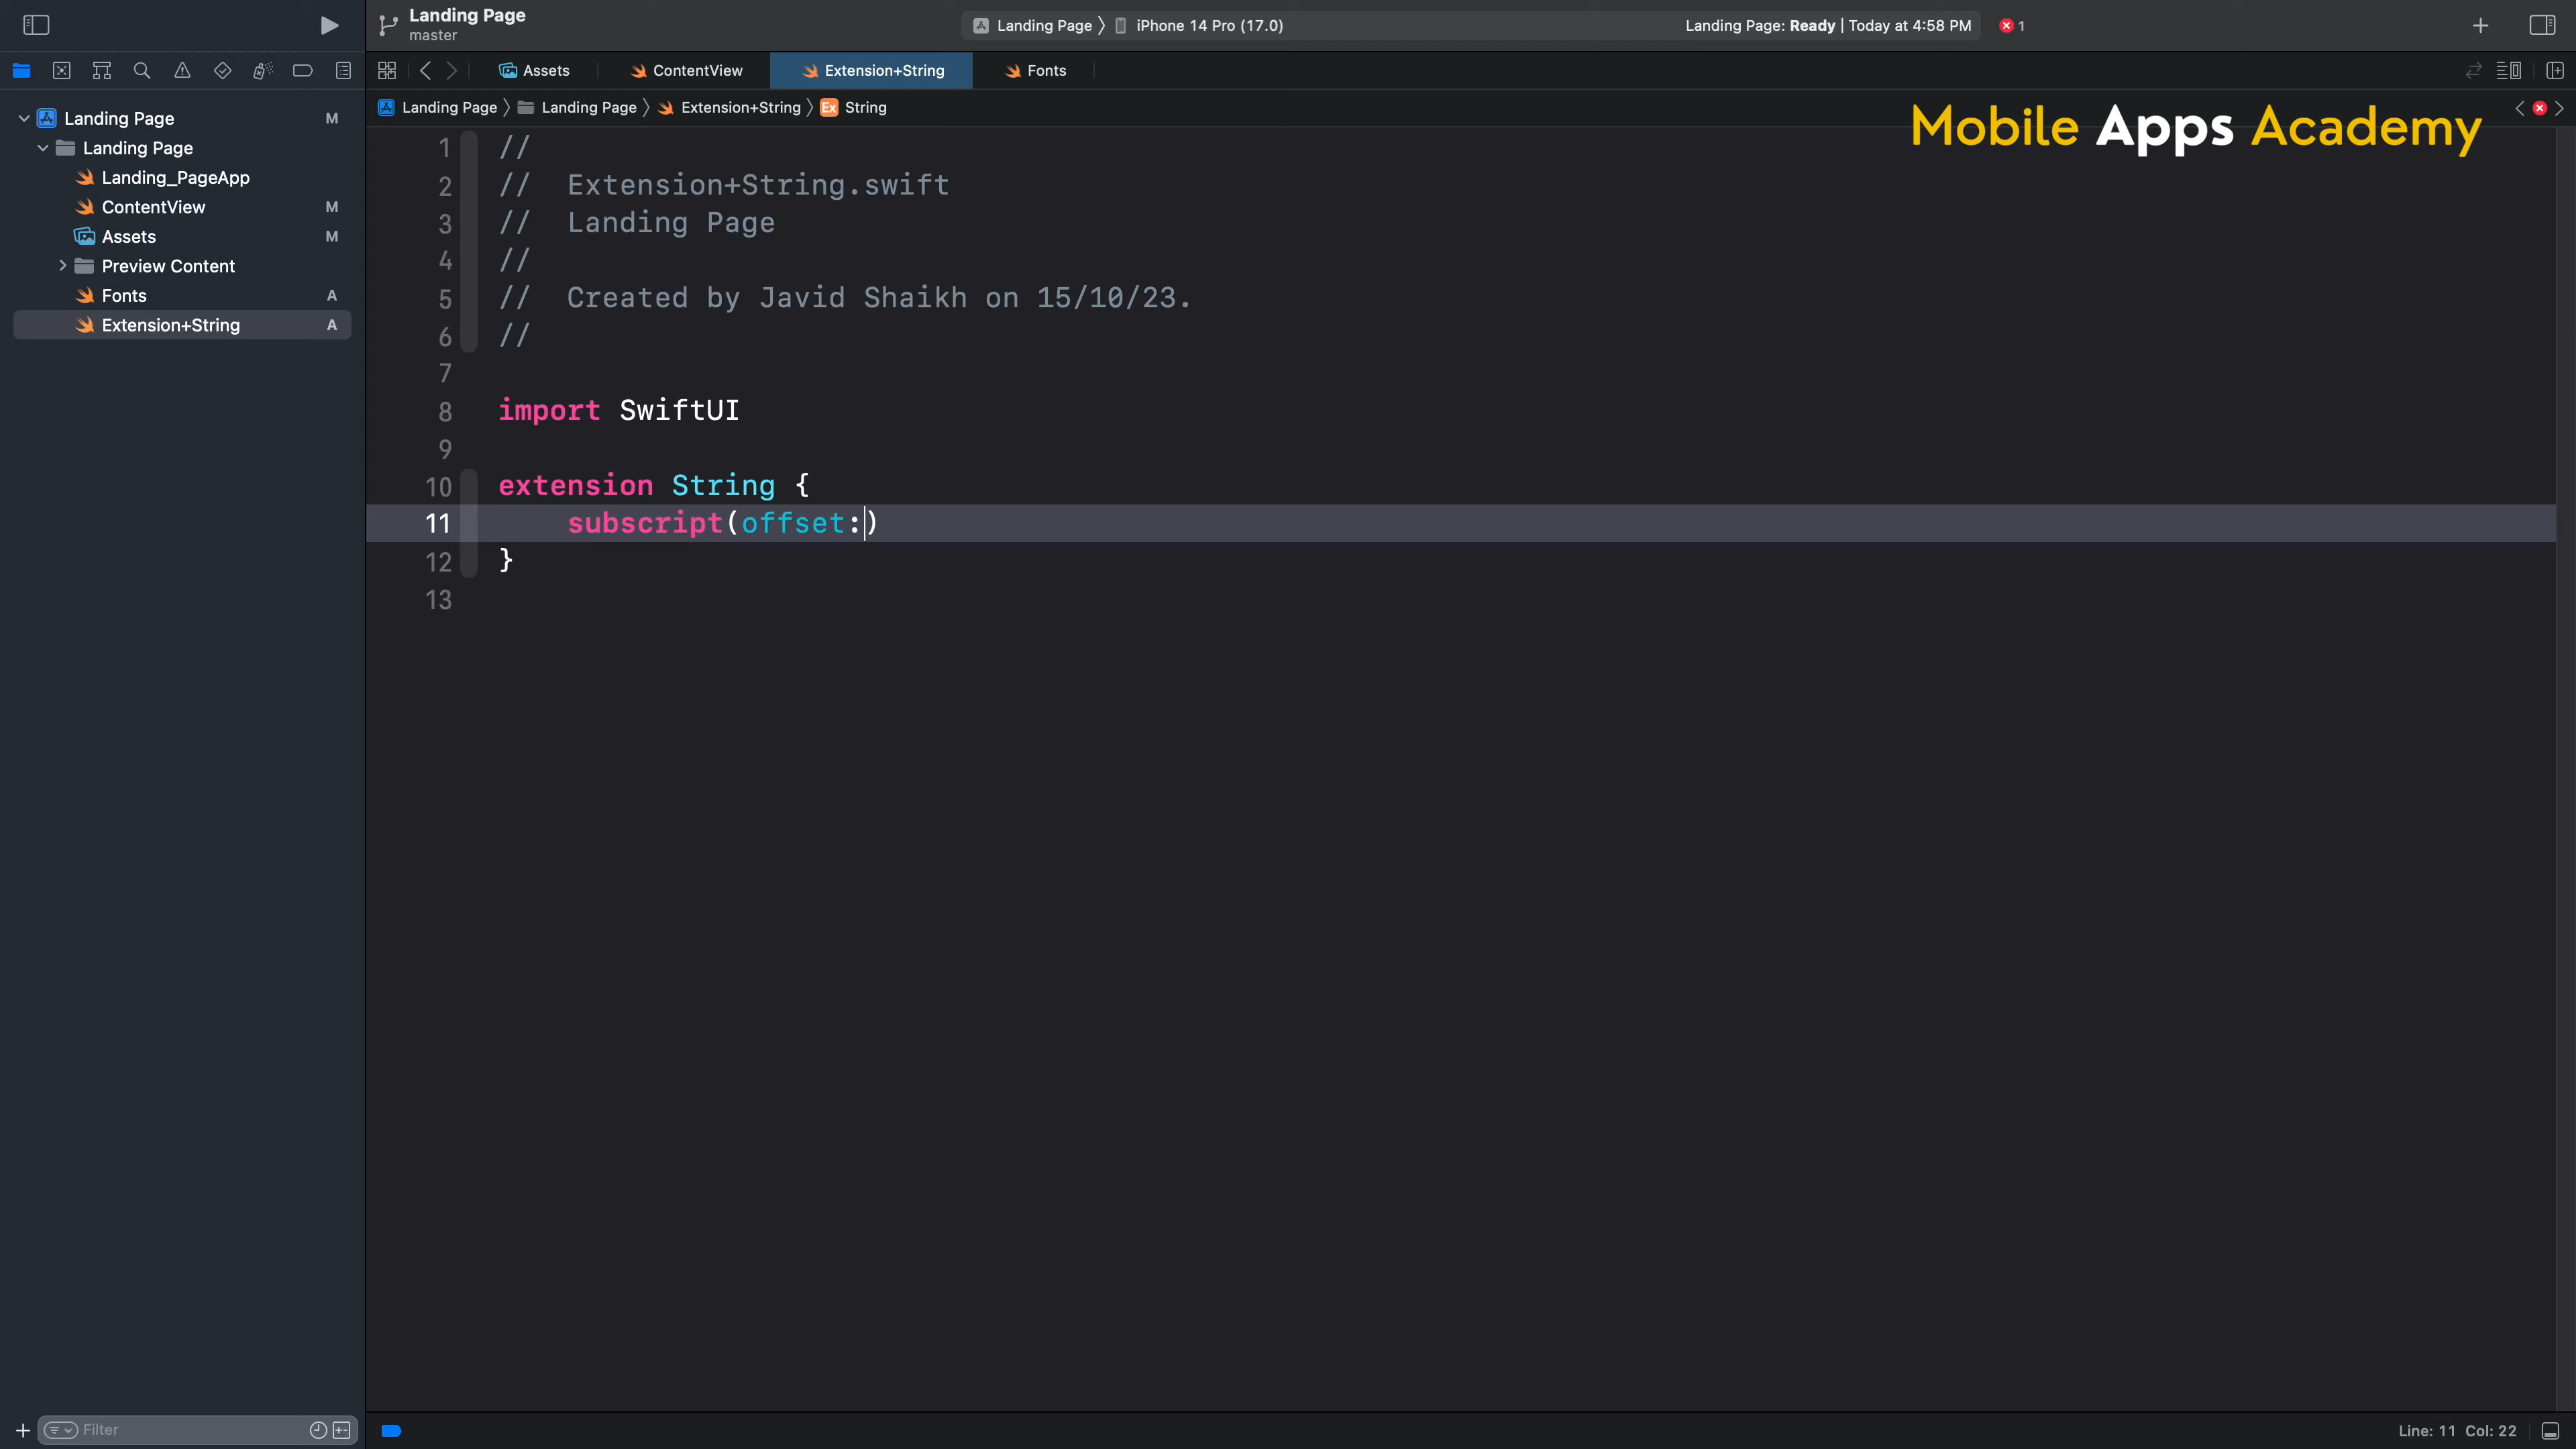 Landing Page
master
Landing Page
iPhone 14 Pro (17.0)
Landing Page: Ready | Today at 4:58 PM
1
Assets
ContentView
Extension+String
Fonts
Landing Page
Landing Page
Extension+String
Ex
String
Mobile Apps Academy
Landing Page M
Landing Page
Landing_PageApp
ContentView M
Assets M
Preview Content
Fonts A
Extension+String A
1 //
2 //  Extension+String.swift
3 //  Landing Page
4 //
5 //  Created by Javid Shaikh on 15/10/23.
6 //
7
8 import SwiftUI
9
10 extension String {
11     subscript(offset:)
12 }
13
Filter
Line: 11 Col: 22